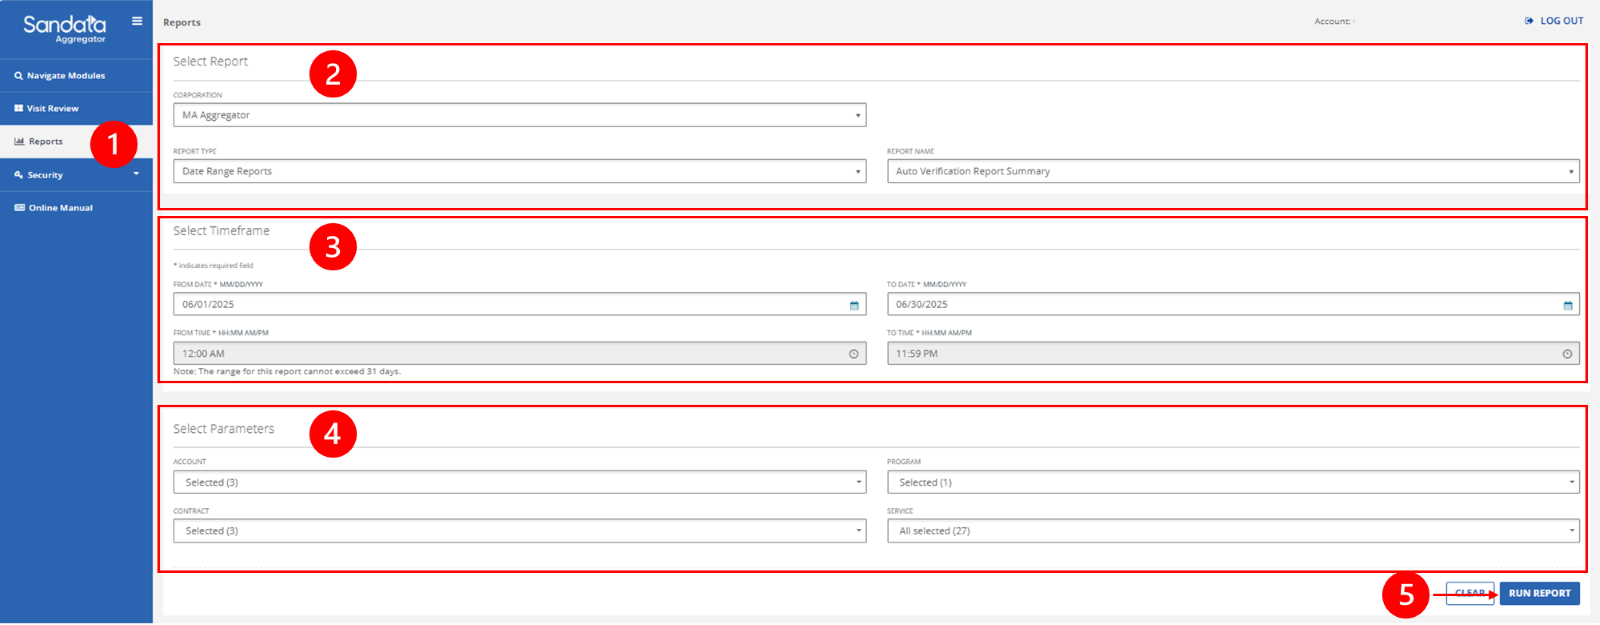 Sandata
Aggregator
Reports
Account:
LOG OUT
Navigate Modules
Visit Review
Reports
1
Security
Online Manual
Select Report
2
CORPORATION
MA Aggregator
REPORT TYPE
REPORT NAME
Date Range Reports
Auto Verification Report Summary
Select Timeframe
3
* indicates required field
FROM DATE * MM/DD/YYYY
TO DATE * MM/DD/YYYY
06/01/2025
06/30/2025
FROM TIME * HH:MM AM/PM
TO TIME * HH:MM AM/PM
12:00 AM
11:59 PM
Note: The range for this report cannot exceed 31 days.
Select Parameters
4
ACCOUNT
PROGRAM
Selected (3)
Selected (1)
CONTRACT
SERVICE
Selected (3)
All selected (27)
5
CLEAR
RUN REPORT